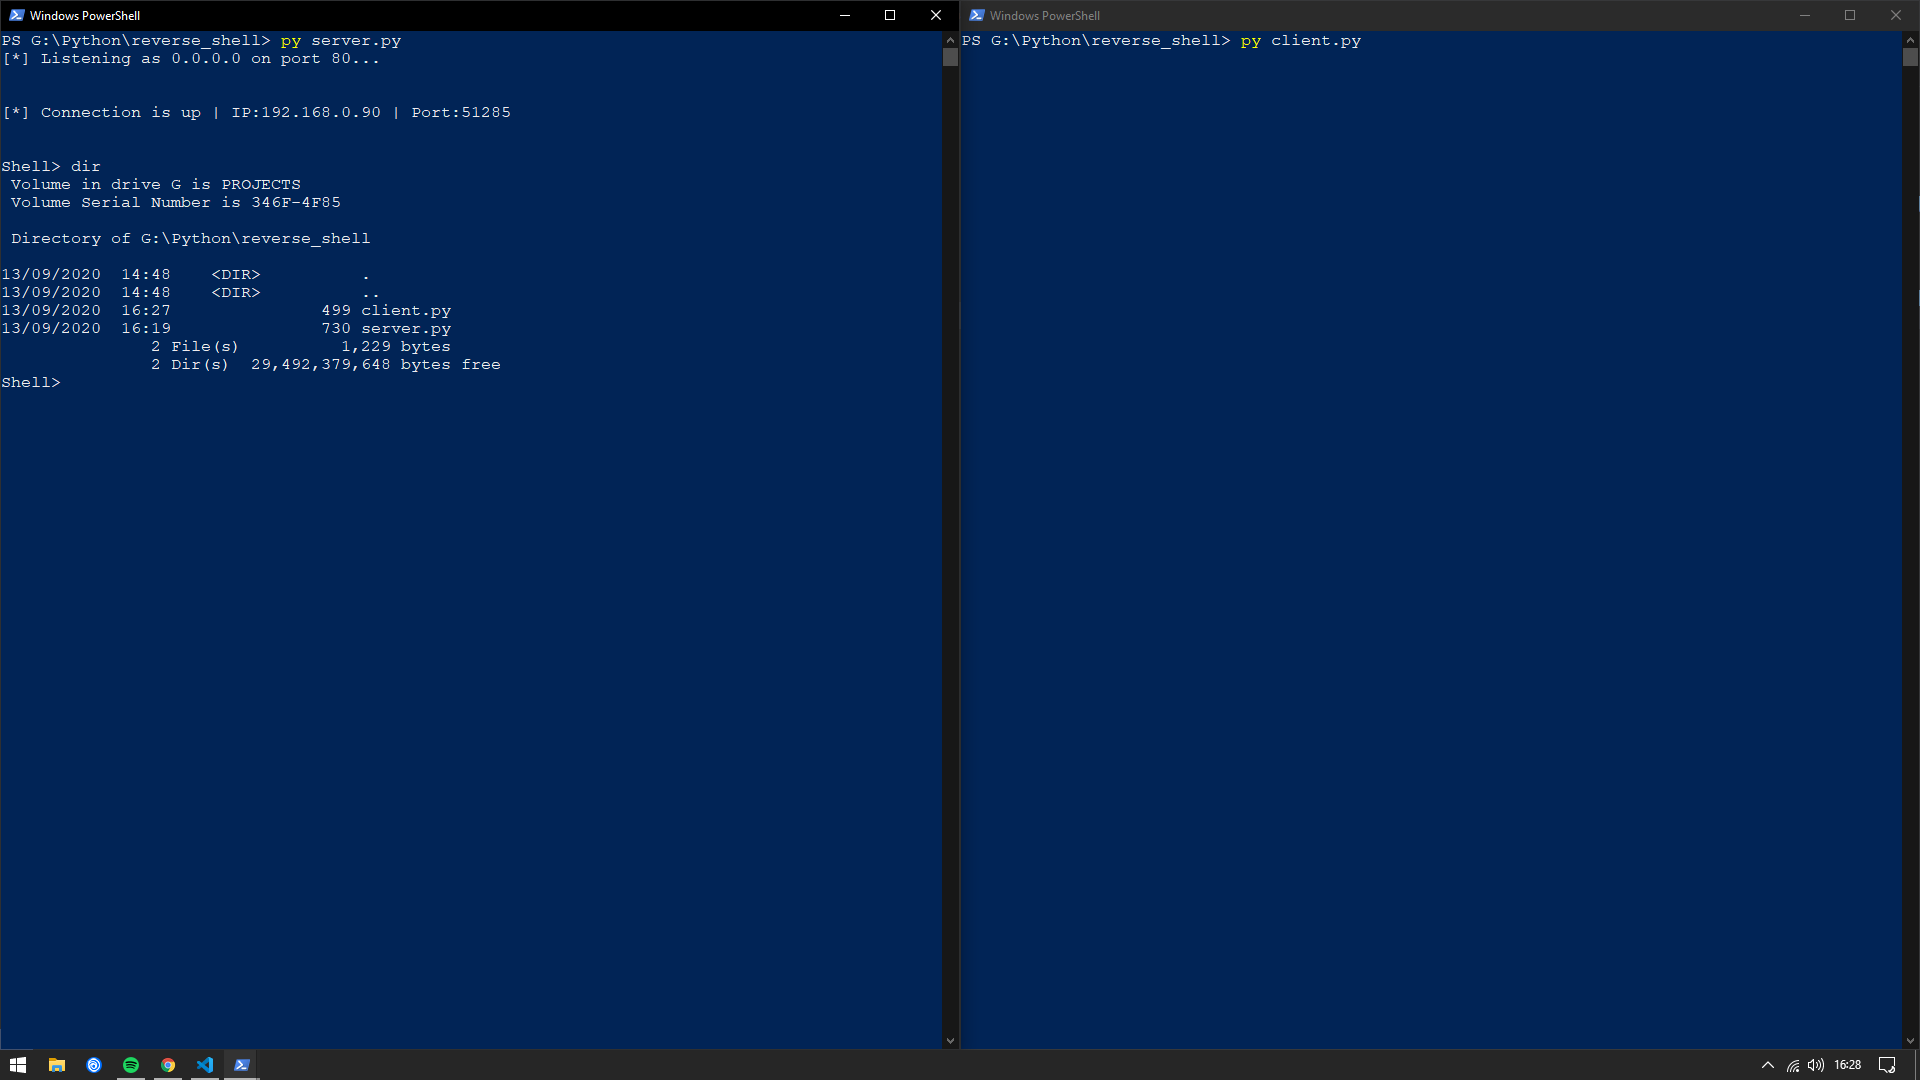 Windows PowerShell
PS G:\Python\reverse_shell> py server.py
[*] Listening as 0.0.0.0 on port 80...
[*] Connection is up | IP:192.168.0.90 | Port:51285
Shell> dir
 Volume in drive G is PROJECTS
 Volume Serial Number is 346F-4F85
 Directory of G:\Python\reverse_shell
13/09/2020  14:48    <DIR>          .
13/09/2020  14:48    <DIR>          ..
13/09/2020  16:27               499 client.py
13/09/2020  16:19               730 server.py
               2 File(s)          1,229 bytes
               2 Dir(s)  29,492,379,648 bytes free
Shell>
Windows PowerShell
PS G:\Python\reverse_shell> py client.py
16:28